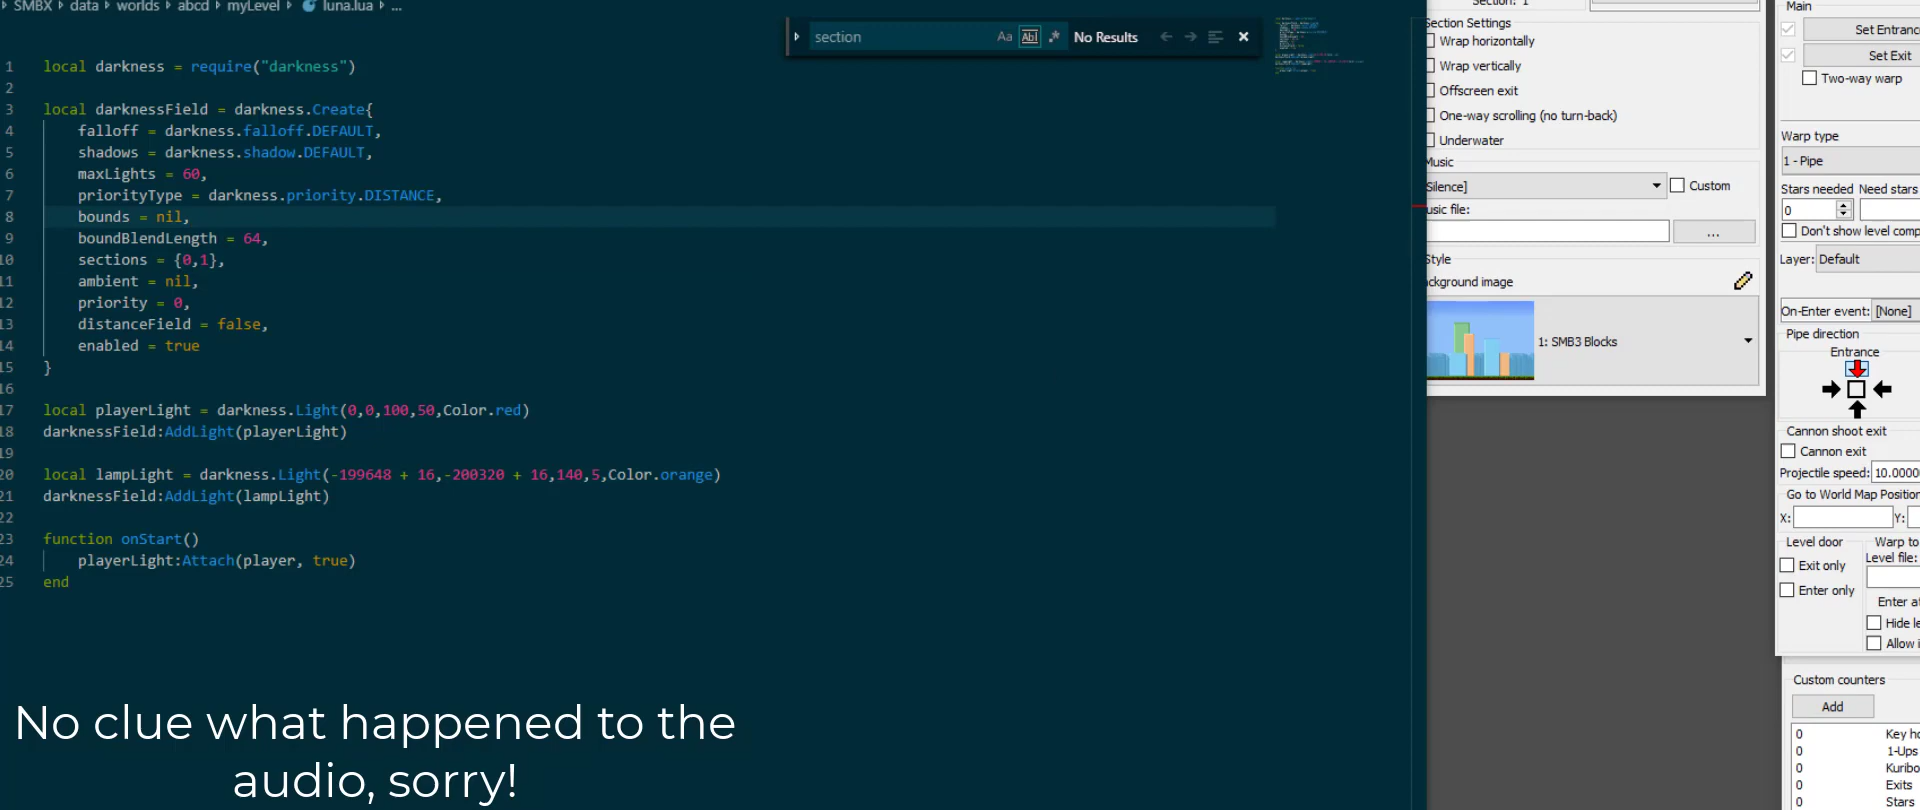 SMBX › data › worlds › abcd › myLevel › luna.lua › ...
section Aa Abl .* No Results
1 local darkness = require("darkness")
2
3 local darknessField = darkness.Create{
4 falloff = darkness.falloff.DEFAULT,
5 shadows = darkness.shadow.DEFAULT,
6 maxLights = 60,
7 priorityType = darkness.priority.DISTANCE,
8 bounds = nil,
9 boundBlendLength = 64,
10 sections = {0,1},
11 ambient = nil,
12 priority = 0,
13 distanceField = false,
14 enabled = true
15 }
16
17 local playerLight = darkness.Light(0,0,100,50,Color.red)
18 darknessField:AddLight(playerLight)
19
20 local lampLight = darkness.Light(-199648 + 16,-200320 + 16,140,5,Color.orange)
21 darknessField:AddLight(lampLight)
22
23 function onStart()
24 playerLight:Attach(player, true)
25 end
No clue what happened to the
audio, sorry!
Section: 1
Section Settings
Wrap horizontally
Wrap vertically
Offscreen exit
One-way scrolling (no turn-back)
Underwater
Music
Silence] Custom
usic file:
...
Style
ckground image
1: SMB3 Blocks
Main
Set Entranc
Set Exit
Two-way warp
Warp type
1 - Pipe
Stars needed Need stars
0
Don't show level comp
Layer: Default
On-Enter event: [None]
Pipe direction
Entrance
Cannon shoot exit
Cannon exit
Projectile speed: 10.0000
Go to World Map Position
X: Y:
Level door Warp to
Level file:
Exit only
Enter only
Enter a
Hide le
Allow i
Custom counters
Add
0 Key ho
0 1-Ups
0 Kuribo
0 Exits
0 Stars